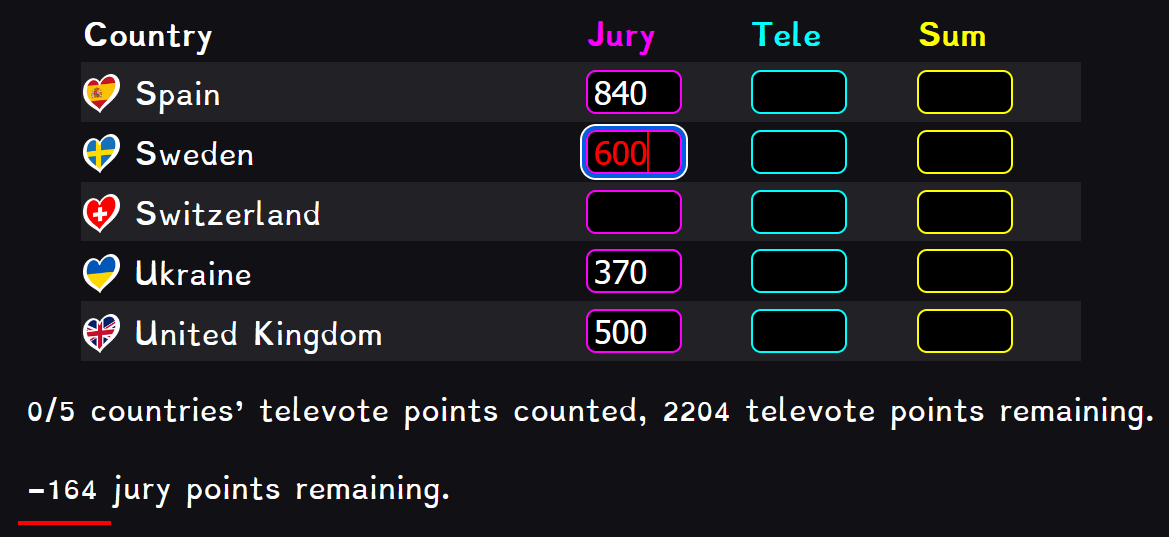 Country Jury Tele Sum
Spain 840
Sweden 600
Switzerland
Ukraine 370
United Kingdom 500
0/5 countries’ televote points counted, 2204 televote points remaining.
-164 jury points remaining.